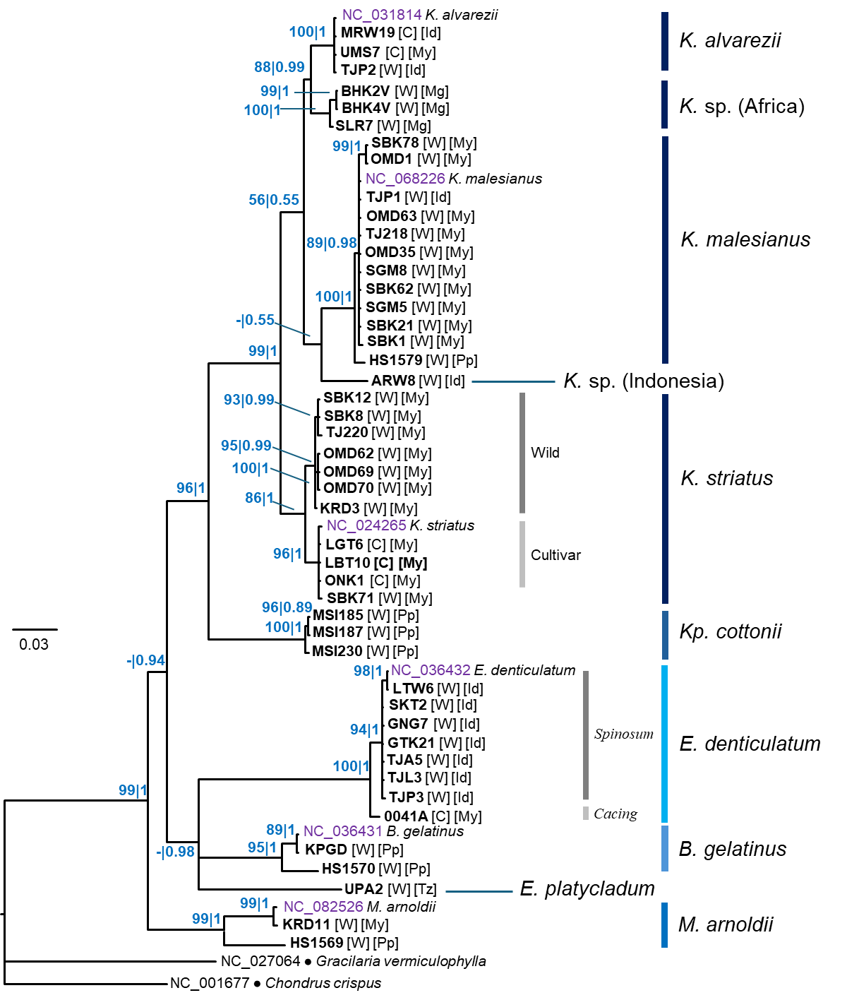 NC_031814 K. alvarezii
100|1
MRW19 [C] [Id]
K. alvarezii
UMS7 [C] [My]
88|0.99
TJP2 [W] [Id]
99|1
BHK2V [W] [Mg]
100|1
BHK4V [W] [Mg]
K. sp. (Africa)
SLR7 [W] [Mg]
99|1
SBK78 [W] [My]
OMD1 [W] [My]
NC_068226 K. malesianus
56|0.55
TJP1 [W] [Id]
OMD63 [W] [My]
TJ218 [W] [My]
K. malesianus
89|0.98
OMD35 [W] [My]
SGM8 [W] [My]
SBK62 [W] [My]
100|1
SGM5 [W] [My]
-|0.55
SBK21 [W] [My]
SBK1 [W] [My]
99|1
HS1579 [W] [Pp]
ARW8 [W] [Id]
K. sp. (Indonesia)
93|0.99
SBK12 [W] [My]
SBK8 [W] [My]
TJ220 [W] [My]
95|0.99
OMD62 [W] [My]
Wild
100|1
OMD69 [W] [My]
K. striatus
96|1
OMD70 [W] [My]
86|1
KRD3 [W] [My]
NC_024265 K. striatus
LGT6 [C] [My]
96|1
LBT10 [C] [My]
Cultivar
ONK1 [C] [My]
SBK71 [W] [My]
96|0.89
MSI185 [W] [Pp]
100|1
MSI187 [W] [Pp]
Kp. cottonii
0.03
MSI230 [W] [Pp]
-|0.94
98|1
NC_036432 E. denticulatum
LTW6 [W] [Id]
SKT2 [W] [Id]
94|1
GNG7 [W] [Id]
Spinosum
GTK21 [W] [Id]
E. denticulatum
100|1
TJA5 [W] [Id]
TJL3 [W] [Id]
99|1
TJP3 [W] [Id]
0041A [C] [My]
Cacing
89|1
NC_036431 B. gelatinus
-|0.98
95|1
KPGD [W] [Pp]
B. gelatinus
HS1570 [W] [Pp]
UPA2 [W] [Tz]
E. platycladum
99|1
NC_082526 M. arnoldii
99|1
KRD11 [W] [My]
M. arnoldii
HS1569 [W] [Pp]
NC_027064 ● Gracilaria vermiculophylla
NC_001677 ● Chondrus crispus